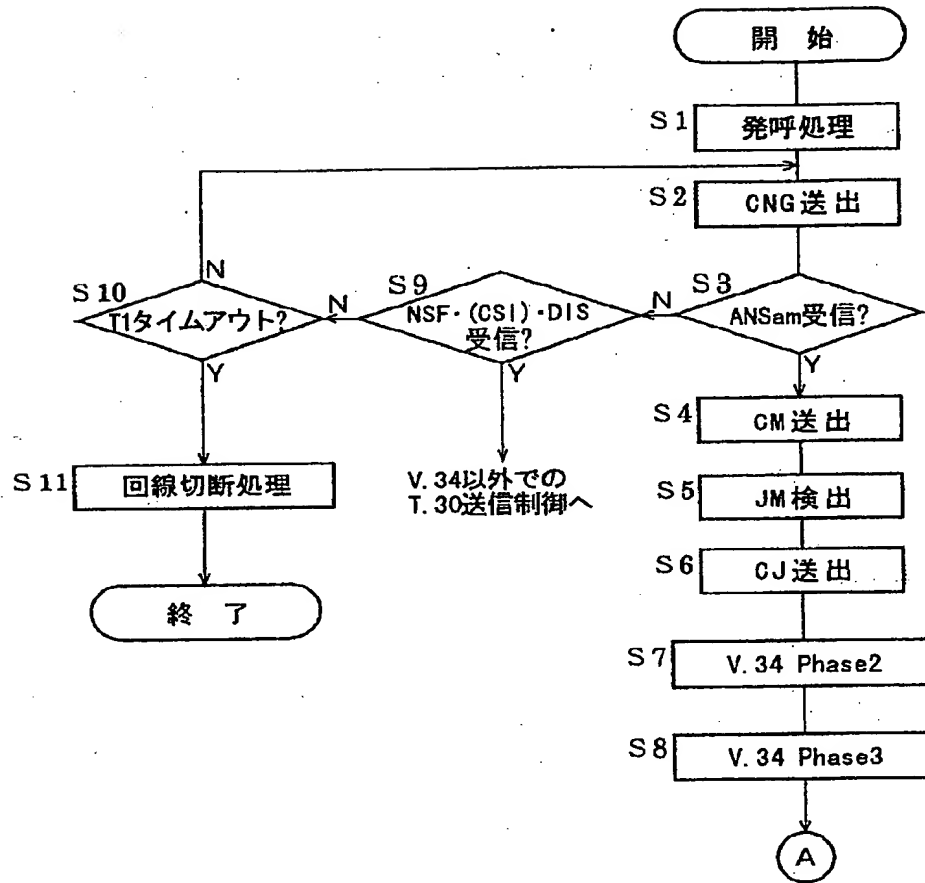 開 始
S1
発呼処理
S2
CNG送出
S3
ANSam受信?
N
Y
S9
NSF・(CSI)・DIS
受信?
N
Y
S10
T1タイムアウト?
N
Y
S4
CM送出
V.34以外での
T.30送信制御へ
S11
回線切断処理
S5
JM検出
S6
CJ送出
終 了
S7
V.34 Phase2
S8
V.34 Phase3
A